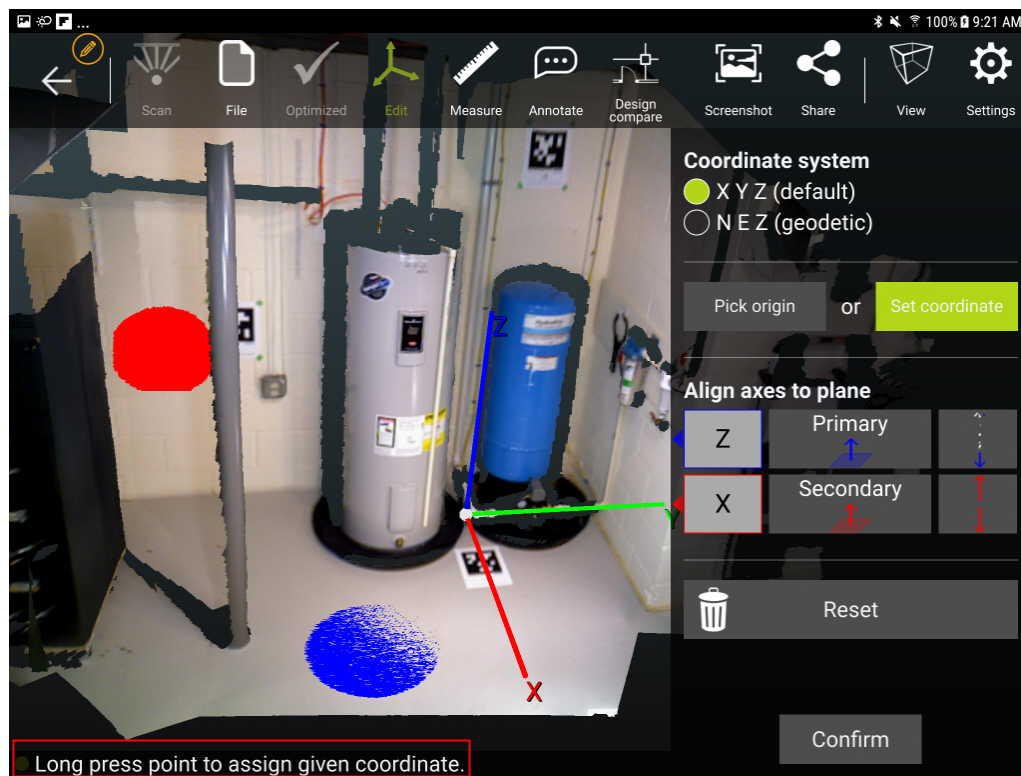 ... 100% 9:21 AM
Scan
File
Optimized
Edit
Measure
Annotate
Design
compare
Screenshot
Share
View
Settings
Coordinate system
X Y Z (default)
N E Z (geodetic)
Pick origin
or
Set coordinate
Align axes to plane
Z
Primary
X
Secondary
Reset
Confirm
Z
Y
X
Long press point to assign given coordinate.